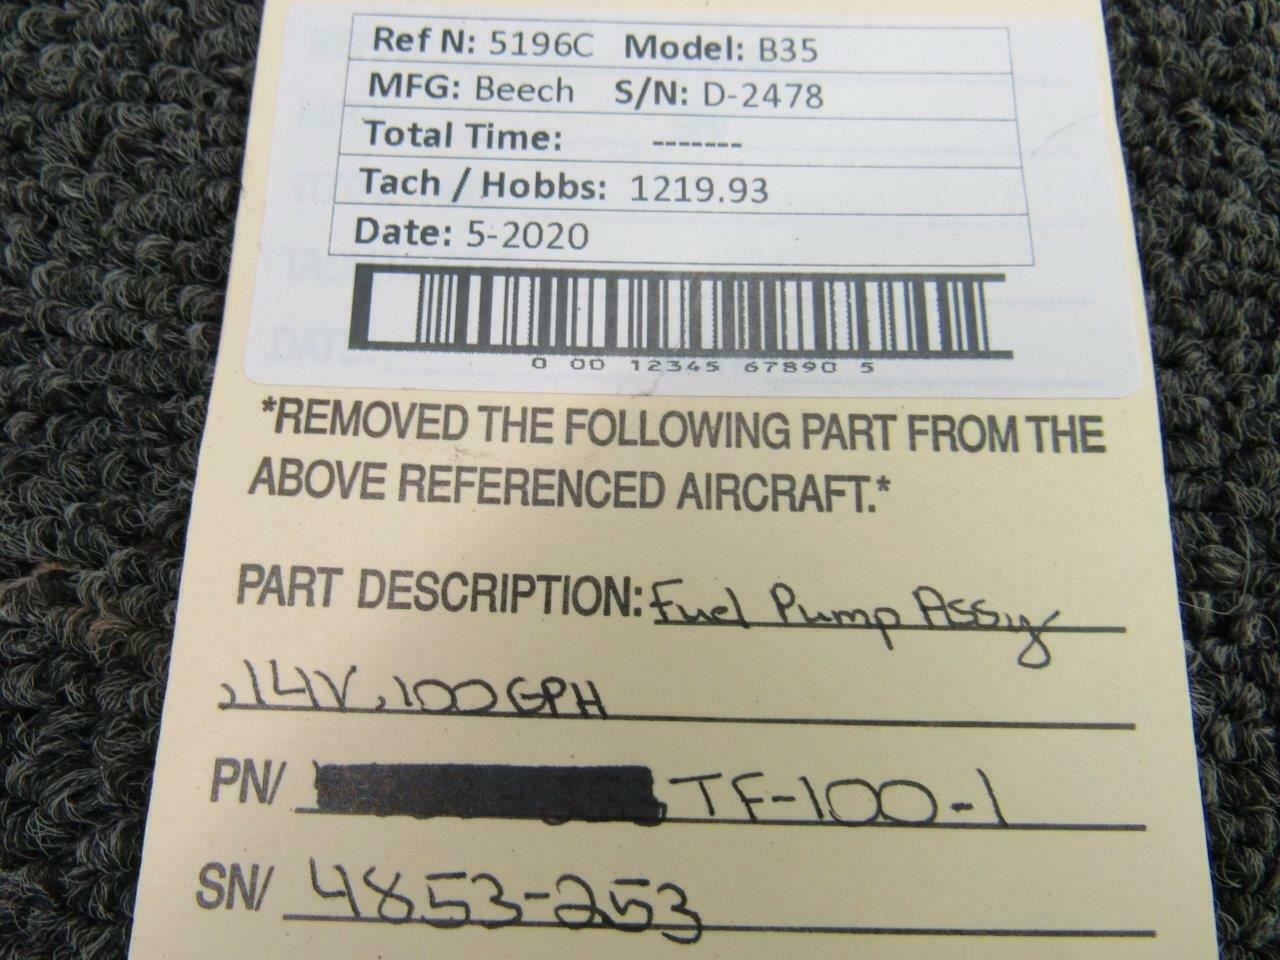 Ref N: 5196C Model: B35
MFG: Beech S/N: D-2478
Total Time: -------
Tach / Hobbs: 1219.93
Date: 5-2020
0 00 12345 67890 5
*REMOVED THE FOLLOWING PART FROM THE
ABOVE REFERENCED AIRCRAFT.*
PART DESCRIPTION: Fuel Pump Assy
, 14V, 100 GPH
PN/ TF-100-1
SN/ 4853-253